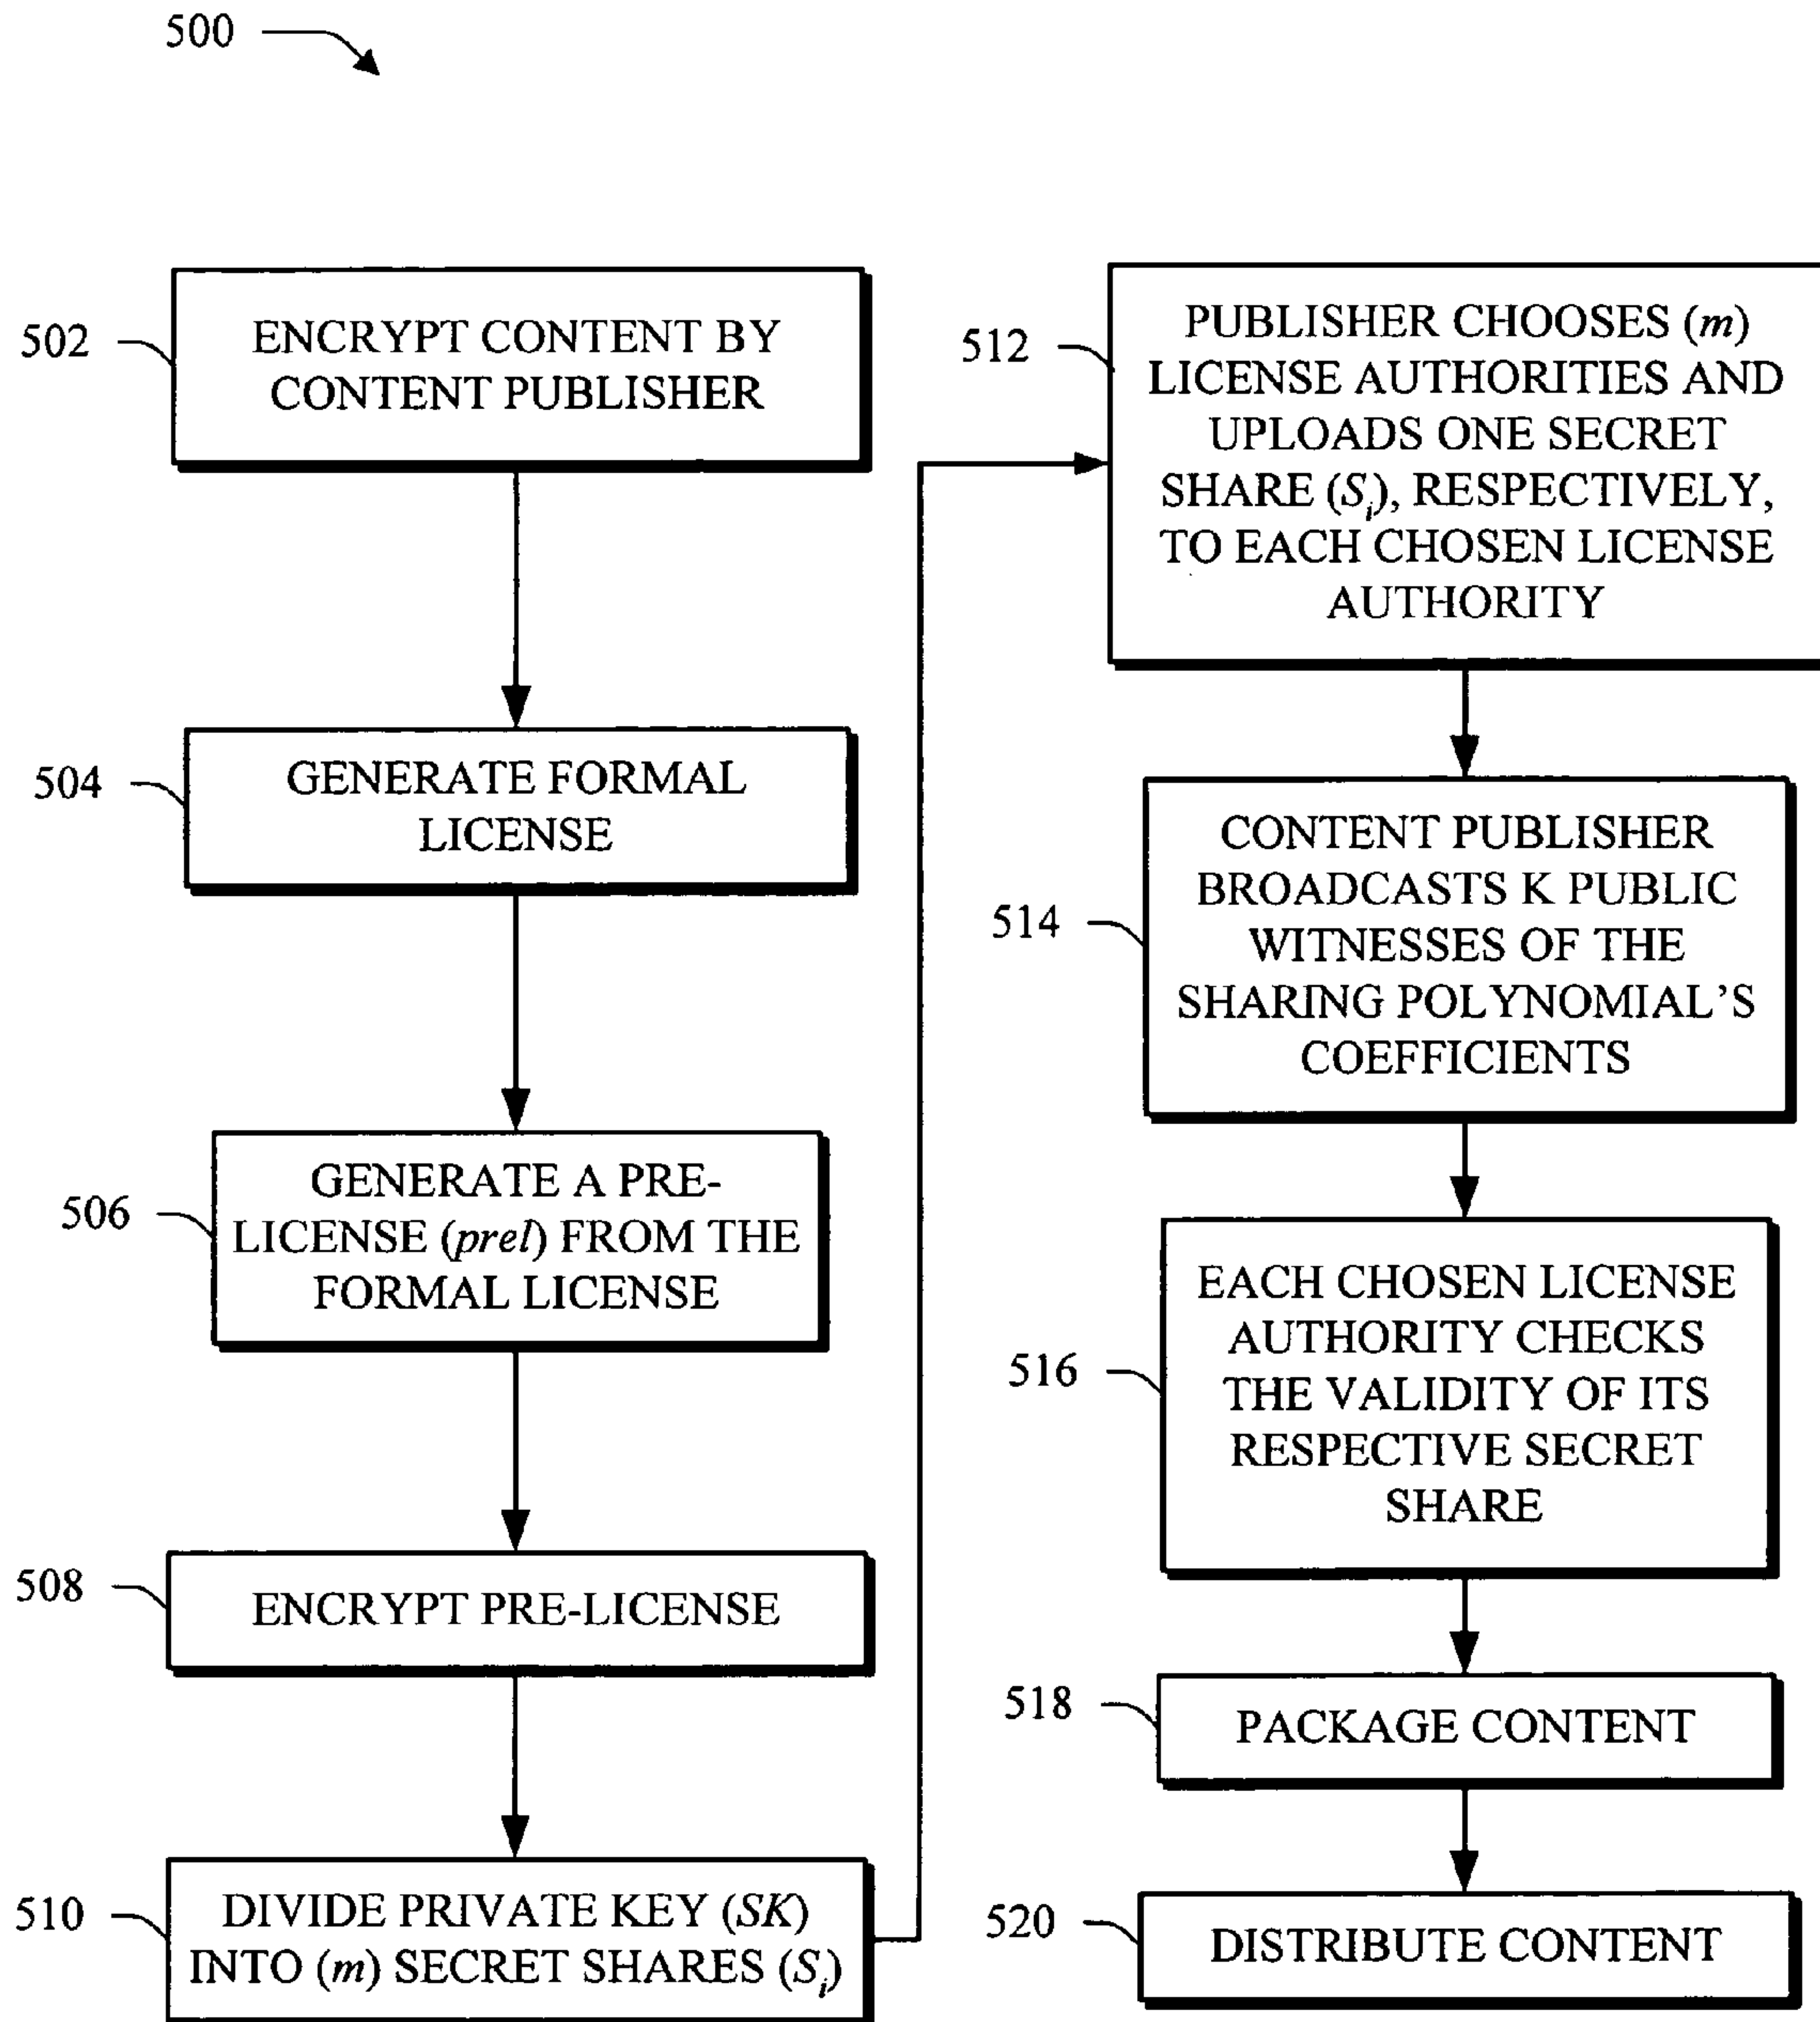 500
502
ENCRYPT CONTENT BY
CONTENT PUBLISHER
504
GENERATE FORMAL
LICENSE
506
GENERATE A PRE-
LICENSE (prel) FROM THE
FORMAL LICENSE
508
ENCRYPT PRE-LICENSE
510
DIVIDE PRIVATE KEY (SK)
INTO (m) SECRET SHARES (Si)
512
PUBLISHER CHOOSES (m)
LICENSE AUTHORITIES AND
UPLOADS ONE SECRET
SHARE (Si), RESPECTIVELY,
TO EACH CHOSEN LICENSE
AUTHORITY
514
CONTENT PUBLISHER
BROADCASTS K PUBLIC
WITNESSES OF THE
SHARING POLYNOMIAL’S
COEFFICIENTS
516
EACH CHOSEN LICENSE
AUTHORITY CHECKS
THE VALIDITY OF ITS
RESPECTIVE SECRET
SHARE
518
PACKAGE CONTENT
520
DISTRIBUTE CONTENT